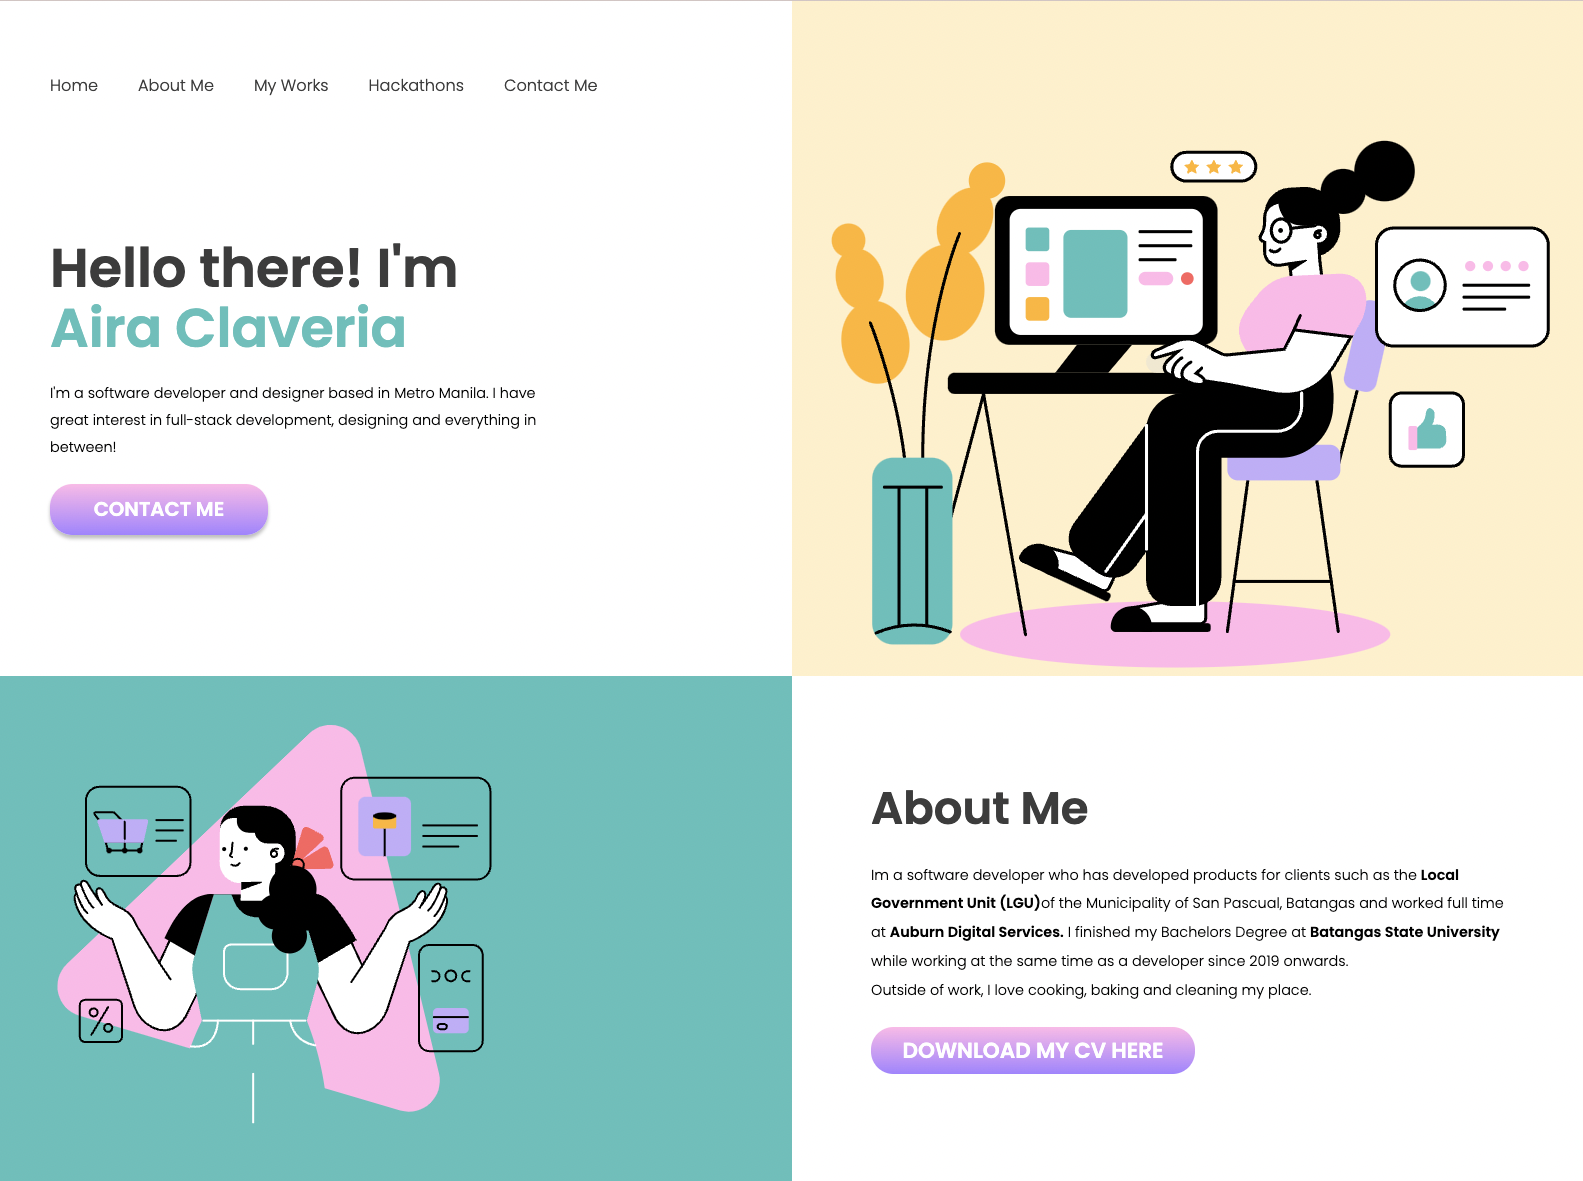 Home About Me My Works Hackathons Contact Me
Hello there! I'm
Aira Claveria
I'm a software developer and designer based in Metro Manila. I have
great interest in full-stack development, designing and everything in
between!
CONTACT ME
About Me
Im a software developer who has developed products for clients such as the Local
Government Unit (LGU)of the Municipality of San Pascual, Batangas and worked full time
at Auburn Digital Services. I finished my Bachelors Degree at Batangas State University
while working at the same time as a developer since 2019 onwards.
Outside of work, I love cooking, baking and cleaning my place.
DOWNLOAD MY CV HERE